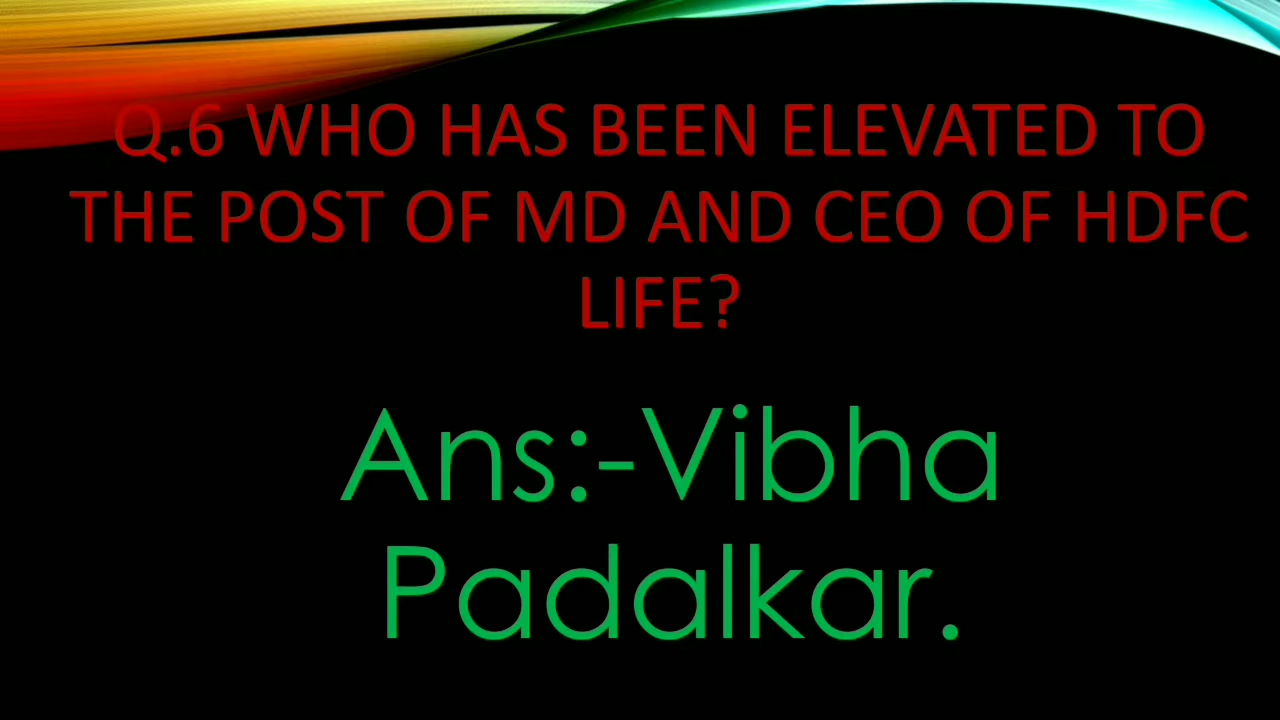 Q.6 WHO HAS BEEN ELEVATED TO
THE POST OF MD AND CEO OF HDFC
LIFE?
Ans:-Vibha
Padalkar.